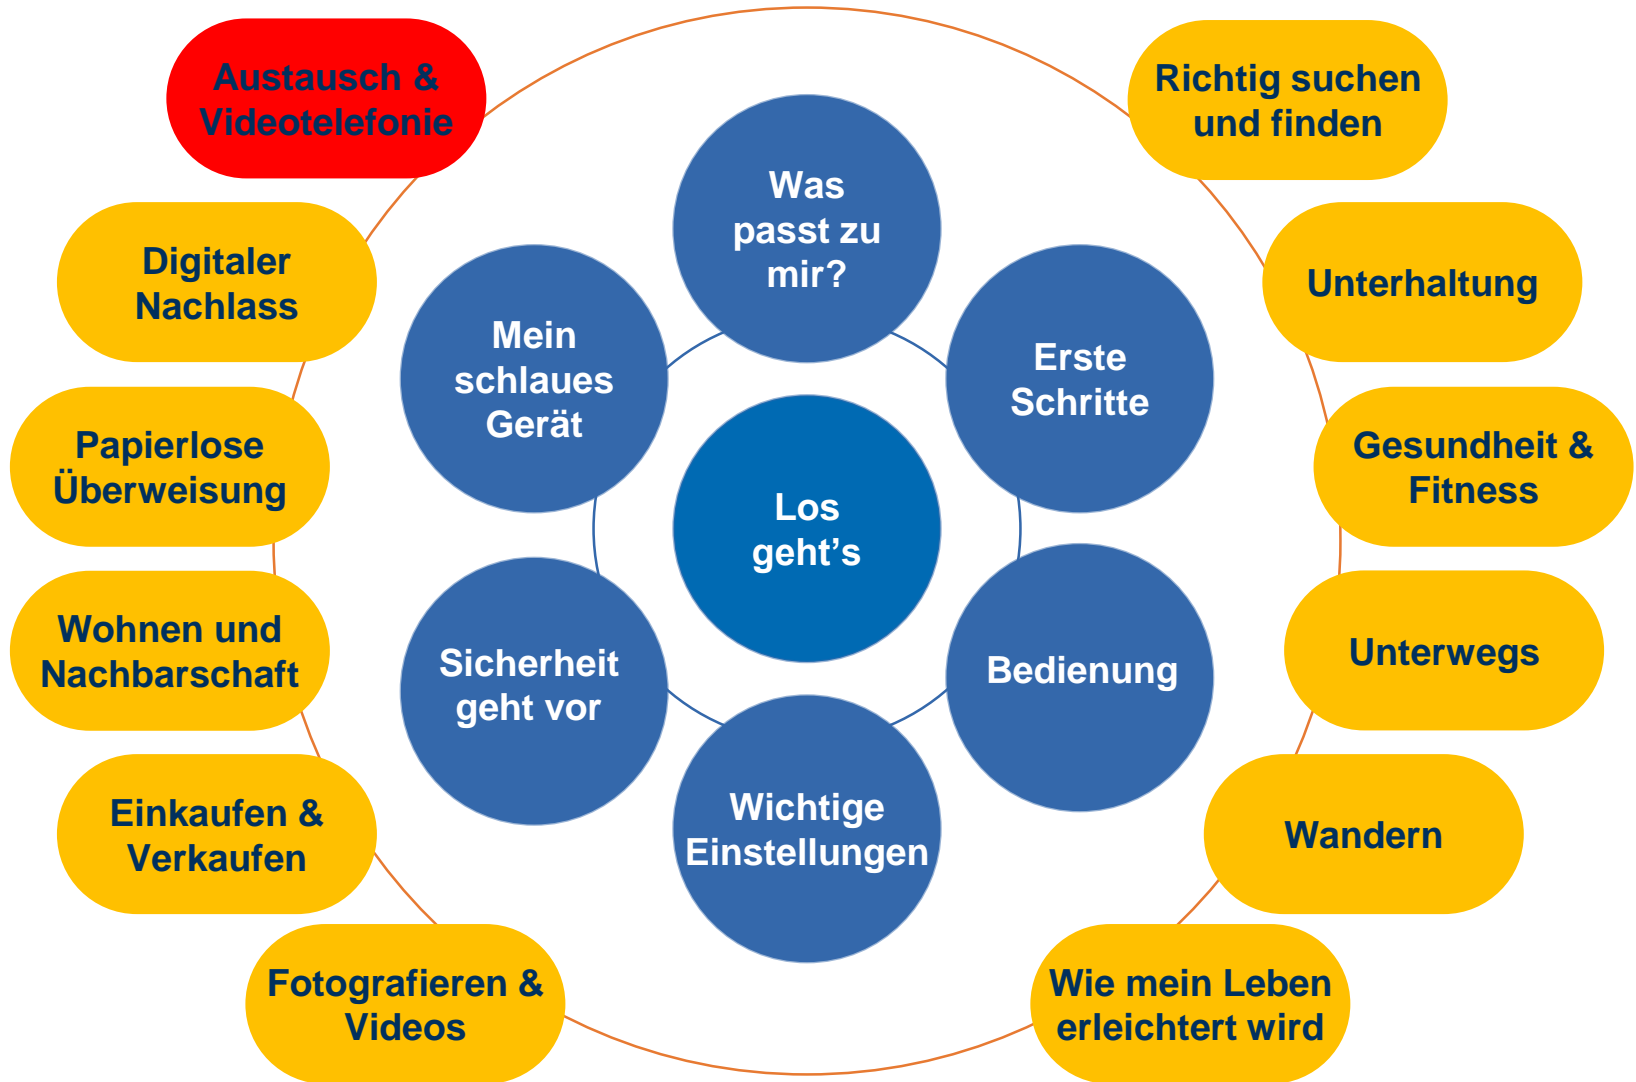 Austausch &
Videotelefonie
Richtig suchen
und finden
Was
passt zu
mir?
Digitaler
Nachlass
Unterhaltung
Mein
schlaues
Gerät
Erste
Schritte
Papierlose
Überweisung
Gesundheit &
Fitness
Los
geht’s
Wohnen und
Nachbarschaft
Unterwegs
Sicherheit
geht vor
Bedienung
Einkaufen &
Verkaufen
Wichtige
Einstellungen
Wandern
Fotografieren &
Videos
Wie mein Leben
erleichtert wird